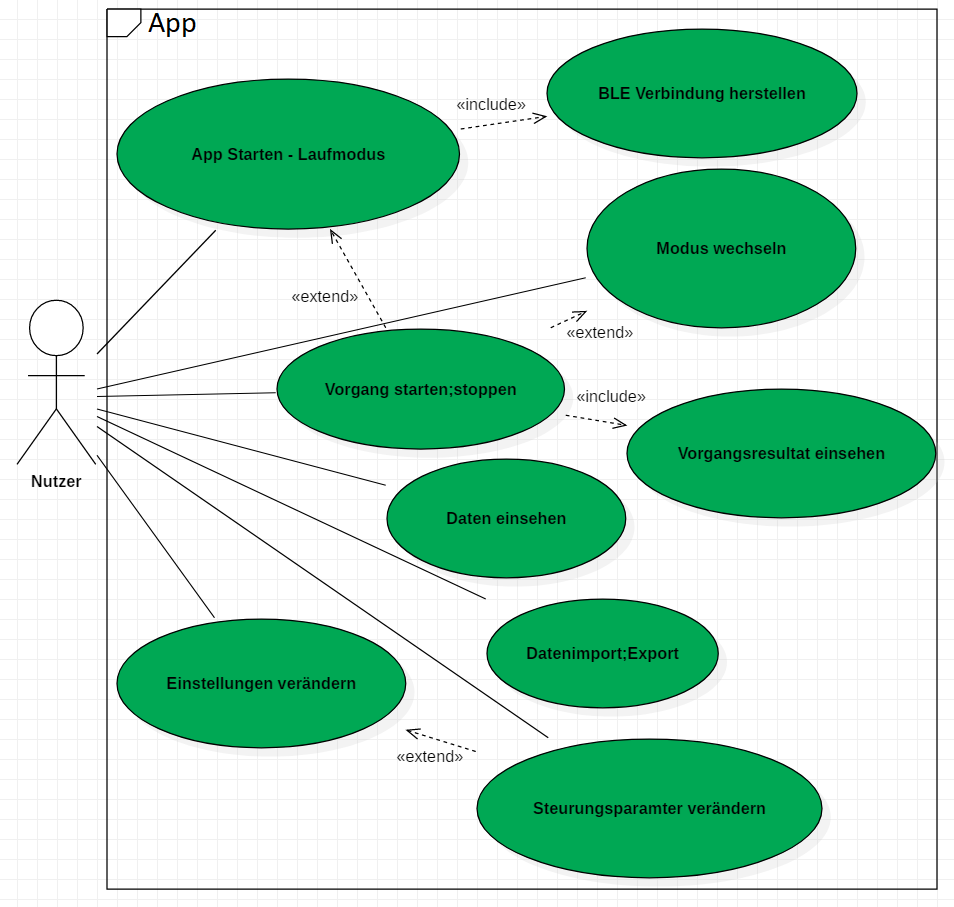 App
BLE Verbindung herstellen
«include»
App Starten - Laufmodus
Modus wechseln
«extend»
«extend»
Vorgang starten;stoppen
«include»
Vorgangsresultat einsehen
Nutzer
Daten einsehen
Datenimport;Export
Einstellungen verändern
«extend»
Steurungsparamter verändern